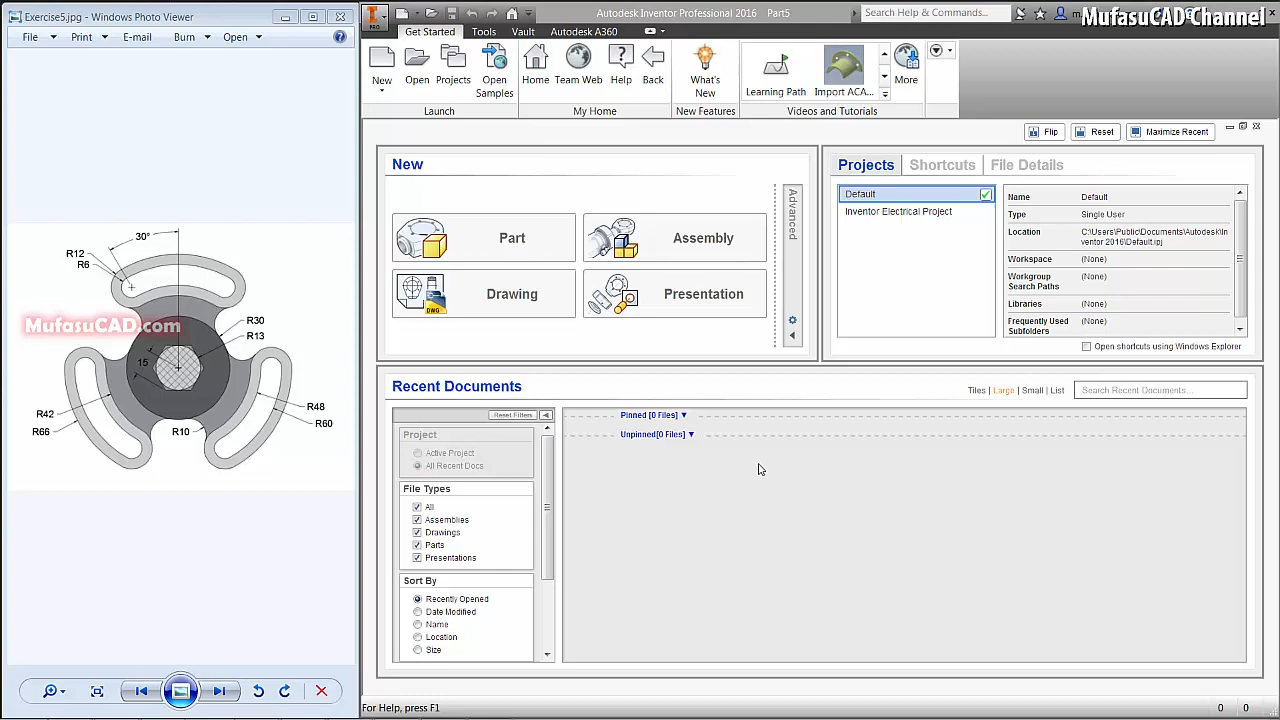 Exercise5.jpg - Windows Photo Viewer
File Print E-mail Burn Open
30°
R12
R6
MufasuCAD.com
R30
R13
15
R42
R66
R48
R60
R10
Autodesk Inventor Professional 2016 Part5
Search Help & Commands...
MufasuCAD Channel
PRO
Get Started Tools Vault Autodesk A360
New Open Projects Open Samples Home Team Web Help Back What's New Learning Path Import ACA... More
Launch My Home New Features Videos and Tutorials
Flip Reset Maximize Recent
New
Part Assembly
Drawing Presentation
DWG
Advanced
Projects Shortcuts File Details
Default
Inventor Electrical Project
Name Default
Type Single User
Location C:\Users\Public\Documents\Autodesk\In
ventor 2016\Default.ipj
Workspace (None)
Workgroup (None)
Search Paths
Libraries (None)
Frequently Used (None)
Subfolders
Open shortcuts using Windows Explorer
Recent Documents
Tiles | Large | Small | List
Search Recent Documents...
Reset Filters
Pinned [0 Files]
Unpinned[0 Files]
Project
Active Project
All Recent Docs
File Types
All
Assemblies
Drawings
Parts
Presentations
Sort By
Recently Opened
Date Modified
Name
Location
Size
For Help, press F1
0 0